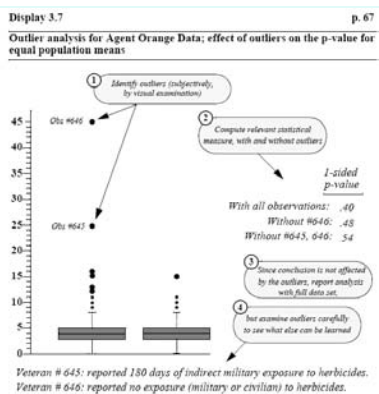 Display 3.7 p. 67
Outlier analysis for Agent Orange Data; effect of outliers on the p-value for
equal population means
1
Identify outliers (subjectively,
by visual examination)
45
Obs #646
40
35
30
25
Obs #645
20
15
10
5
0
2
Compute relevant statistical
measure, with and without outliers
1-sided
p-value
With all observations: .40
Without #646: .48
Without #645, 646: .54
3
Since conclusion is not affected
by the outliers, report analysis
with full data set,
4
but examine outliers carefully
to see what else can be learned
Veteran # 645: reported 180 days of indirect military exposure to herbicides.
Veteran # 646: reported no exposure (military or civilian) to herbicides.